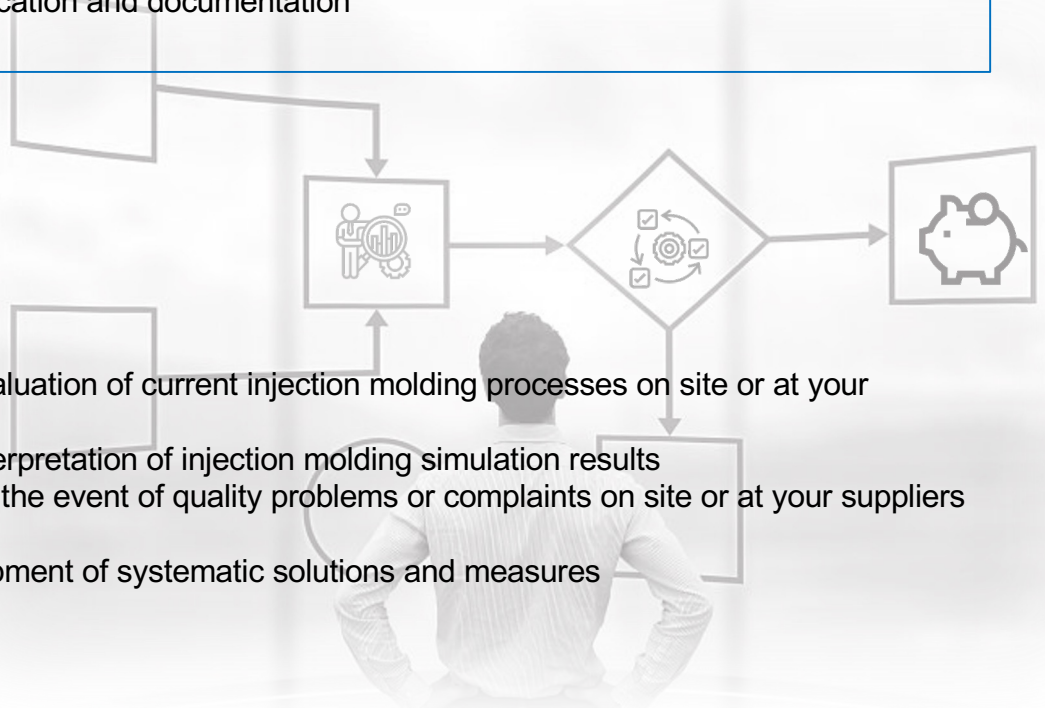 cation and documentation
aluation of current injection molding processes on site or at your
erpretation of injection molding simulation results
the event of quality problems or complaints on site or at your suppliers
pment of systematic solutions and measures